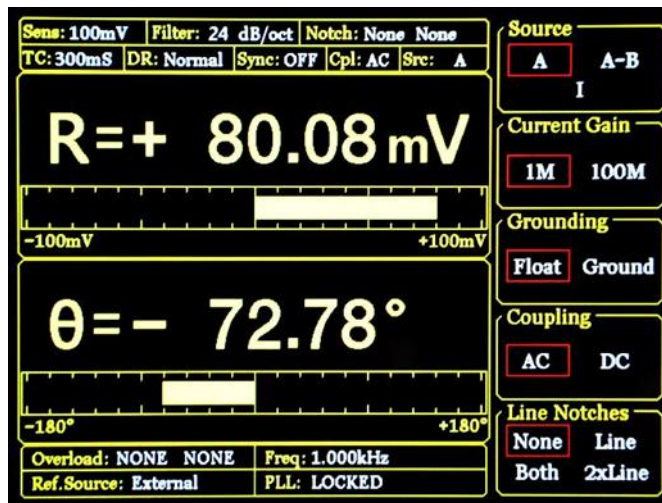 Sens: 100mV Filter: 24 dB/oct Notch: None None
TC: 300mS DR: Normal Sync: OFF Cpl: AC Src: A
R=+ 80.08 mV
-100mV +100mV
θ=- 72.78°
-180° +180°
Overload: NONE NONE Freq: 1.000kHz
Ref.Source: External PLL: LOCKED
Source
A A-B
I
Current Gain
1M 100M
Grounding
Float Ground
Coupling
AC DC
Line Notches
None Line
Both 2xLine